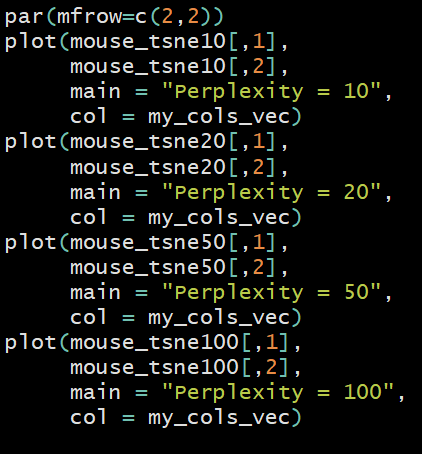 par(mfrow=c(2,2))
plot(mouse_tsne10[,1],
     mouse_tsne10[,2],
     main = "Perplexity = 10",
     col = my_cols_vec)
plot(mouse_tsne20[,1],
     mouse_tsne20[,2],
     main = "Perplexity = 20",
     col = my_cols_vec)
plot(mouse_tsne50[,1],
     mouse_tsne50[,2],
     main = "Perplexity = 50",
     col = my_cols_vec)
plot(mouse_tsne100[,1],
     mouse_tsne100[,2],
     main = "Perplexity = 100",
     col = my_cols_vec)